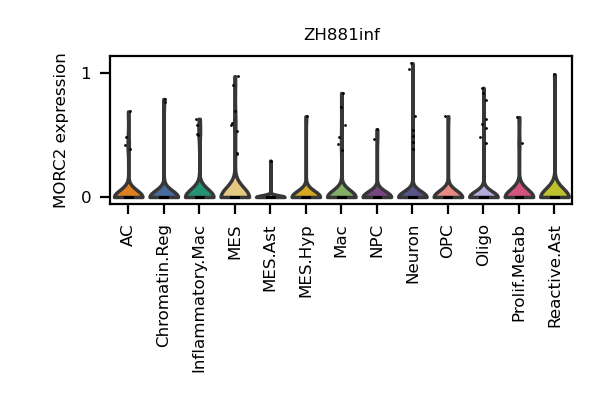 ZH881inf
MORC2 expression
1
0
AC
Chromatin.Reg
Inflammatory.Mac
MES
MES.Ast
MES.Hyp
Mac
NPC
Neuron
OPC
Oligo
Prolif.Metab
Reactive.Ast